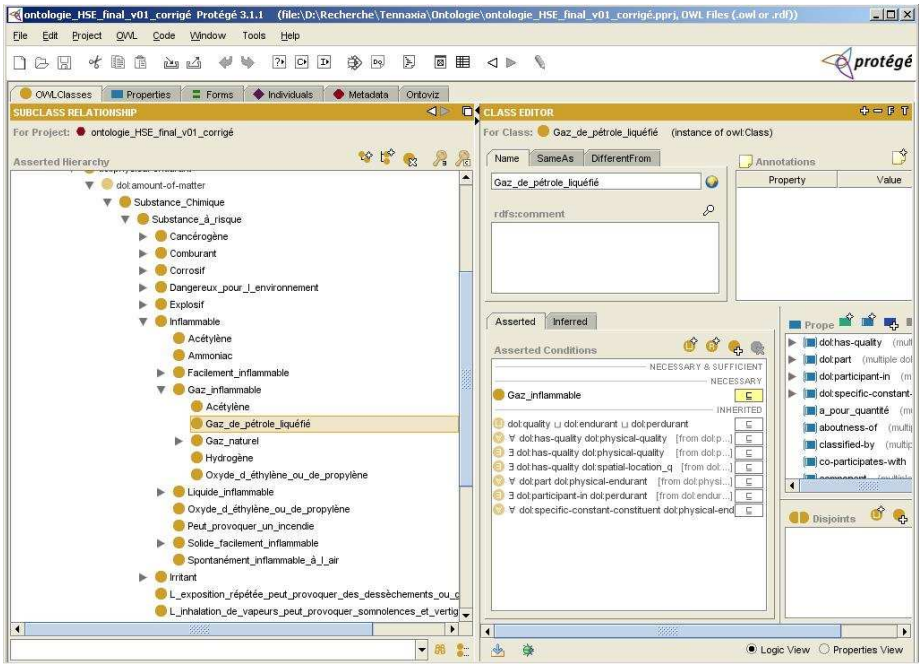 ontologie_HSE_final_v01_corrigé Protégé 3.1.1 (file:\D:\Recherche\Tennaxia\Ontologie\ontologie_HSE_final_v01_corrigé.pprj, OWL Files (.owl or .rdf))
File Edit Project OWL Code Window Tools Help
protégé
OWLClasses Properties Forms Individuals Metadata Ontoviz
SUBCLASS RELATIONSHIP
For Project: ontologie_HSE_final_v01_corrigé
Asserted Hierarchy
dol:amount-of-matter
Substance_Chimique
Substance_à_risque
Cancérogène
Comburant
Corrosif
Dangereux_pour_l_environnement
Explosif
Inflammable
Acétylène
Ammoniac
Facilement_inflammable
Gaz_inflammable
Acétylène
Gaz_de_pétrole_liquéfié
Gaz_naturel
Hydrogène
Oxyde_d_éthylène_ou_de_propylène
Liquide_inflammable
Oxyde_d_éthylène_ou_de_propylène
Peut_provoquer_un_incendie
Solide_facilement_inflammable
Spontanément_inflammable_à_l_air
Irritant
L_exposition_répétée_peut_provoquer_des_dessèchements_ou_g
L_inhalation_de_vapeurs_peut_provoquer_somnolences_et_vertig
CLASS EDITOR
For Class: Gaz_de_pétrole_liquéfié (instance of owl:Class)
Name SameAs DifferentFrom
Gaz_de_pétrole_liquéfié
rdfs:comment
Annotations
Property Value
Asserted Inferred
Asserted Conditions
NECESSARY & SUFFICIENT
NECESSARY
Gaz_inflammable ⊑
INHERITED
dol:quality ⊔ dol:endurant ⊔ dol:perdurant ⊑
∀ dol:has-quality dol:physical-quality [from dol:p...] ⊑
∃ dol:has-quality dol:physical-quality [from dol:p...] ⊑
∃ dol:has-quality dol:spatial-location_q [from dol:...] ⊑
∀ dol:part dol:physical-endurant [from dol:physi...] ⊑
∃ dol:participant-in dol:perdurant [from dol:endur...] ⊑
∀ dol:specific-constant-constituent dol:physical-end ⊑
Prope
dol:has-quality (mult
dol:part (multiple do
dol:participant-in (m
dol:specific-constant-
a_pour_quantité (m
aboutness-of (multi
classified-by (multip
co-participates-with
Disjoints
Logic View Properties View